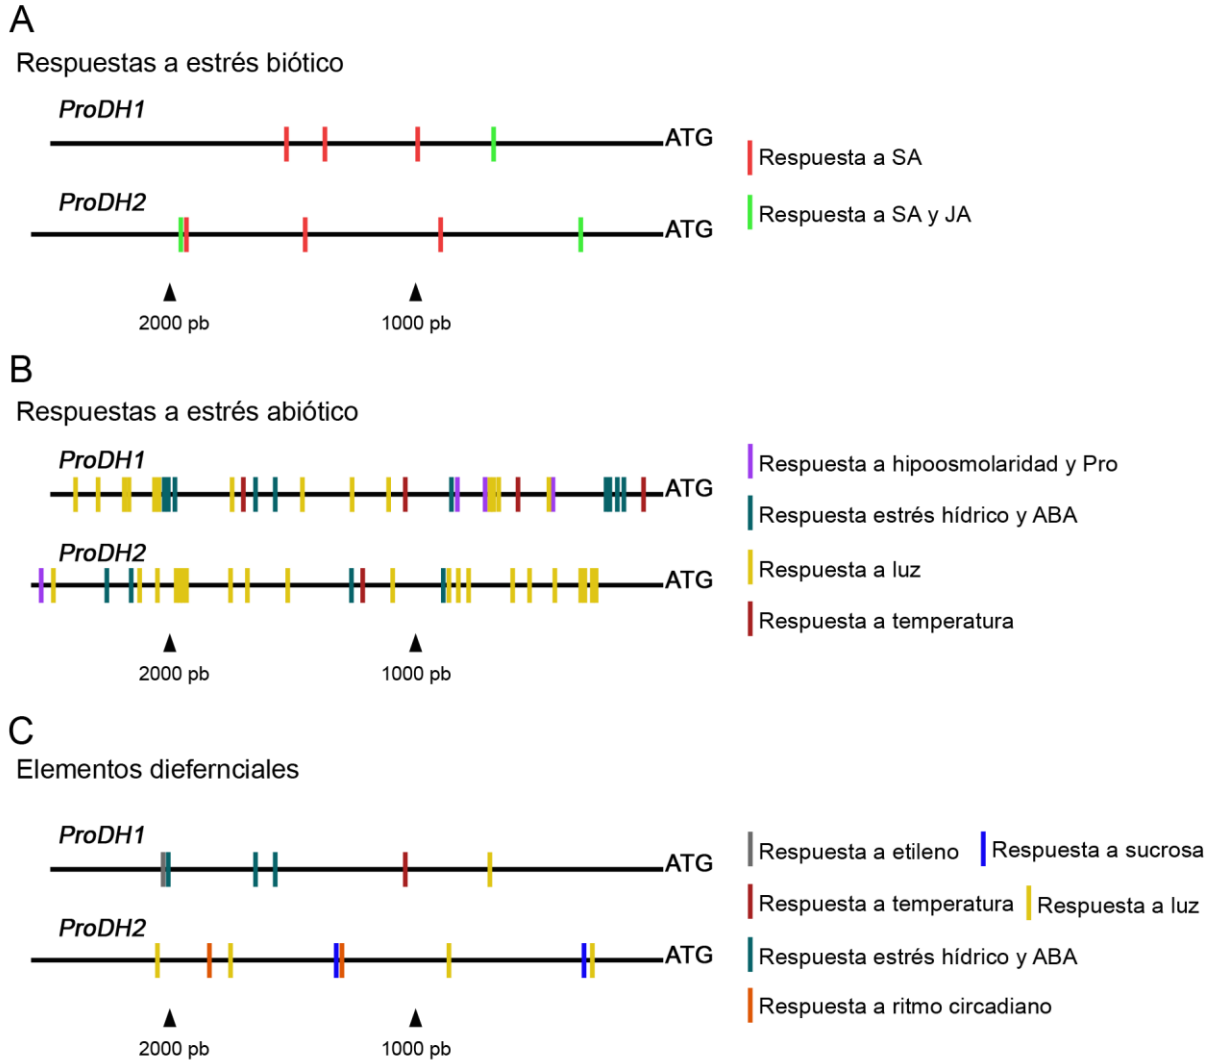 A
Respuestas a estrés biótico
ProDH1
ATG
Respuesta a SA
ProDH2
ATG
Respuesta a SA y JA
2000 pb
1000 pb
B
Respuestas a estrés abiótico
ProDH1
ATG
Respuesta a hipoosmolaridad y Pro
Respuesta estrés hídrico y ABA
ProDH2
ATG
Respuesta a luz
Respuesta a temperatura
2000 pb
1000 pb
C
Elementos diefernciales
ProDH1
ATG
Respuesta a etileno
Respuesta a sucrosa
Respuesta a temperatura
Respuesta a luz
ProDH2
ATG
Respuesta estrés hídrico y ABA
Respuesta a ritmo circadiano
2000 pb
1000 pb